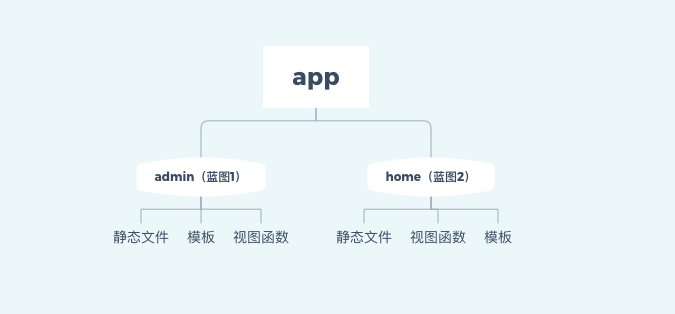 app
admin（蓝图1） home（蓝图2）
静态文件 模板 视图函数 静态文件 视图函数 模板